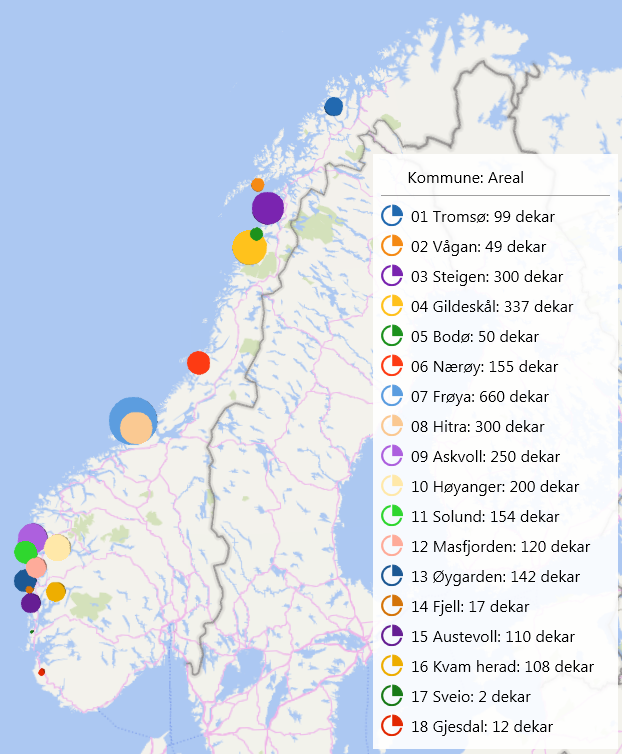 Kommune: Areal
01 Tromsø: 99 dekar
02 Vågan: 49 dekar
03 Steigen: 300 dekar
04 Gildeskål: 337 dekar
05 Bodø: 50 dekar
06 Nærøy: 155 dekar
07 Frøya: 660 dekar
08 Hitra: 300 dekar
09 Askvoll: 250 dekar
10 Høyanger: 200 dekar
11 Solund: 154 dekar
12 Masfjorden: 120 dekar
13 Øygarden: 142 dekar
14 Fjell: 17 dekar
15 Austevoll: 110 dekar
16 Kvam herad: 108 dekar
17 Sveio: 2 dekar
18 Gjesdal: 12 dekar